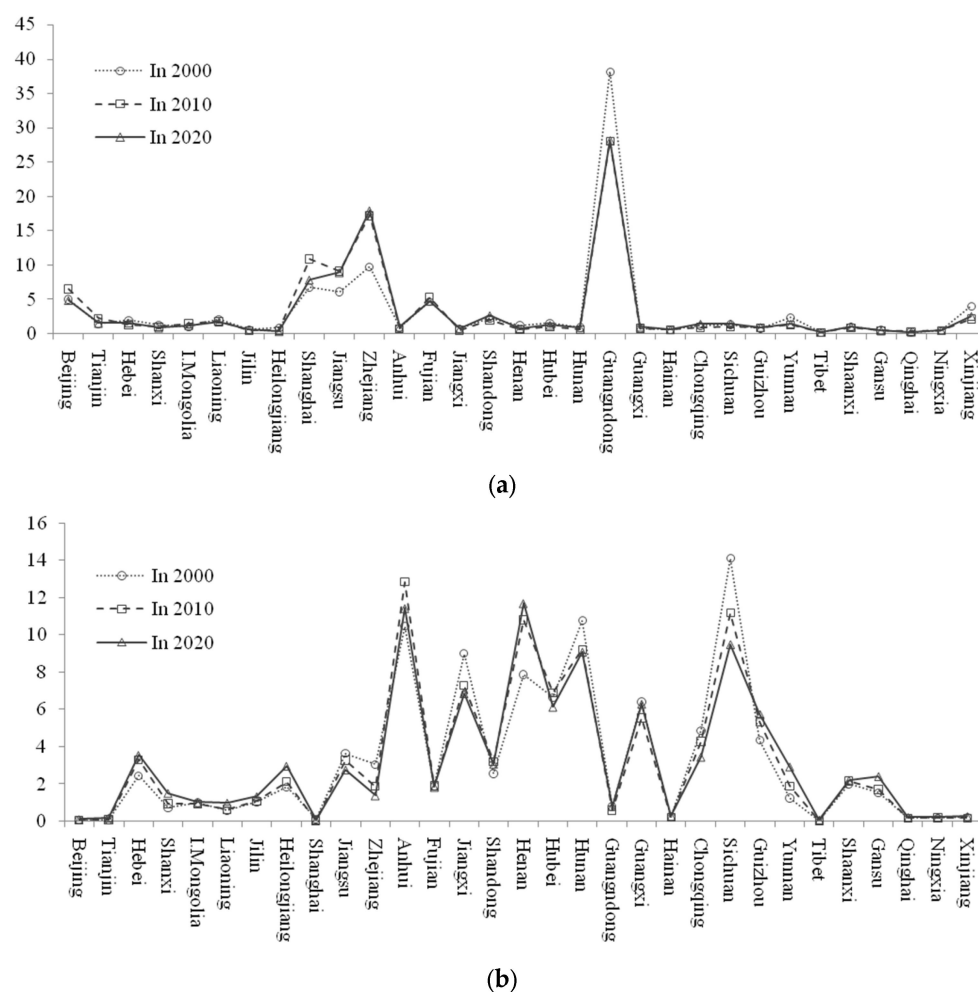 45
40
35
30
25
20
15
10
5
0
In 2000
In 2010
In 2020
Beijing
Tianjin
Hebei
Shanxi
I.Mongolia
Liaoning
Jilin
Heilongjiang
Shanghai
Jiangsu
Zhejiang
Anhui
Fujian
Jiangxi
Shandong
Henan
Hubei
Hunan
Guangndong
Guangxi
Hainan
Chongqing
Sichuan
Guizhou
Yunnan
Tibet
Shaanxi
Gansu
Qinghai
Ningxia
Xinjiang
(a)
16
14
12
10
8
6
4
2
0
In 2000
In 2010
In 2020
Beijing
Tianjin
Hebei
Shanxi
I.Mongolia
Liaoning
Jilin
Heilongjiang
Shanghai
Jiangsu
Zhejiang
Anhui
Fujian
Jiangxi
Shandong
Henan
Hubei
Hunan
Guangndong
Guangxi
Hainan
Chongqing
Sichuan
Guizhou
Yunnan
Tibet
Shaanxi
Gansu
Qinghai
Ningxia
Xinjiang
(b)